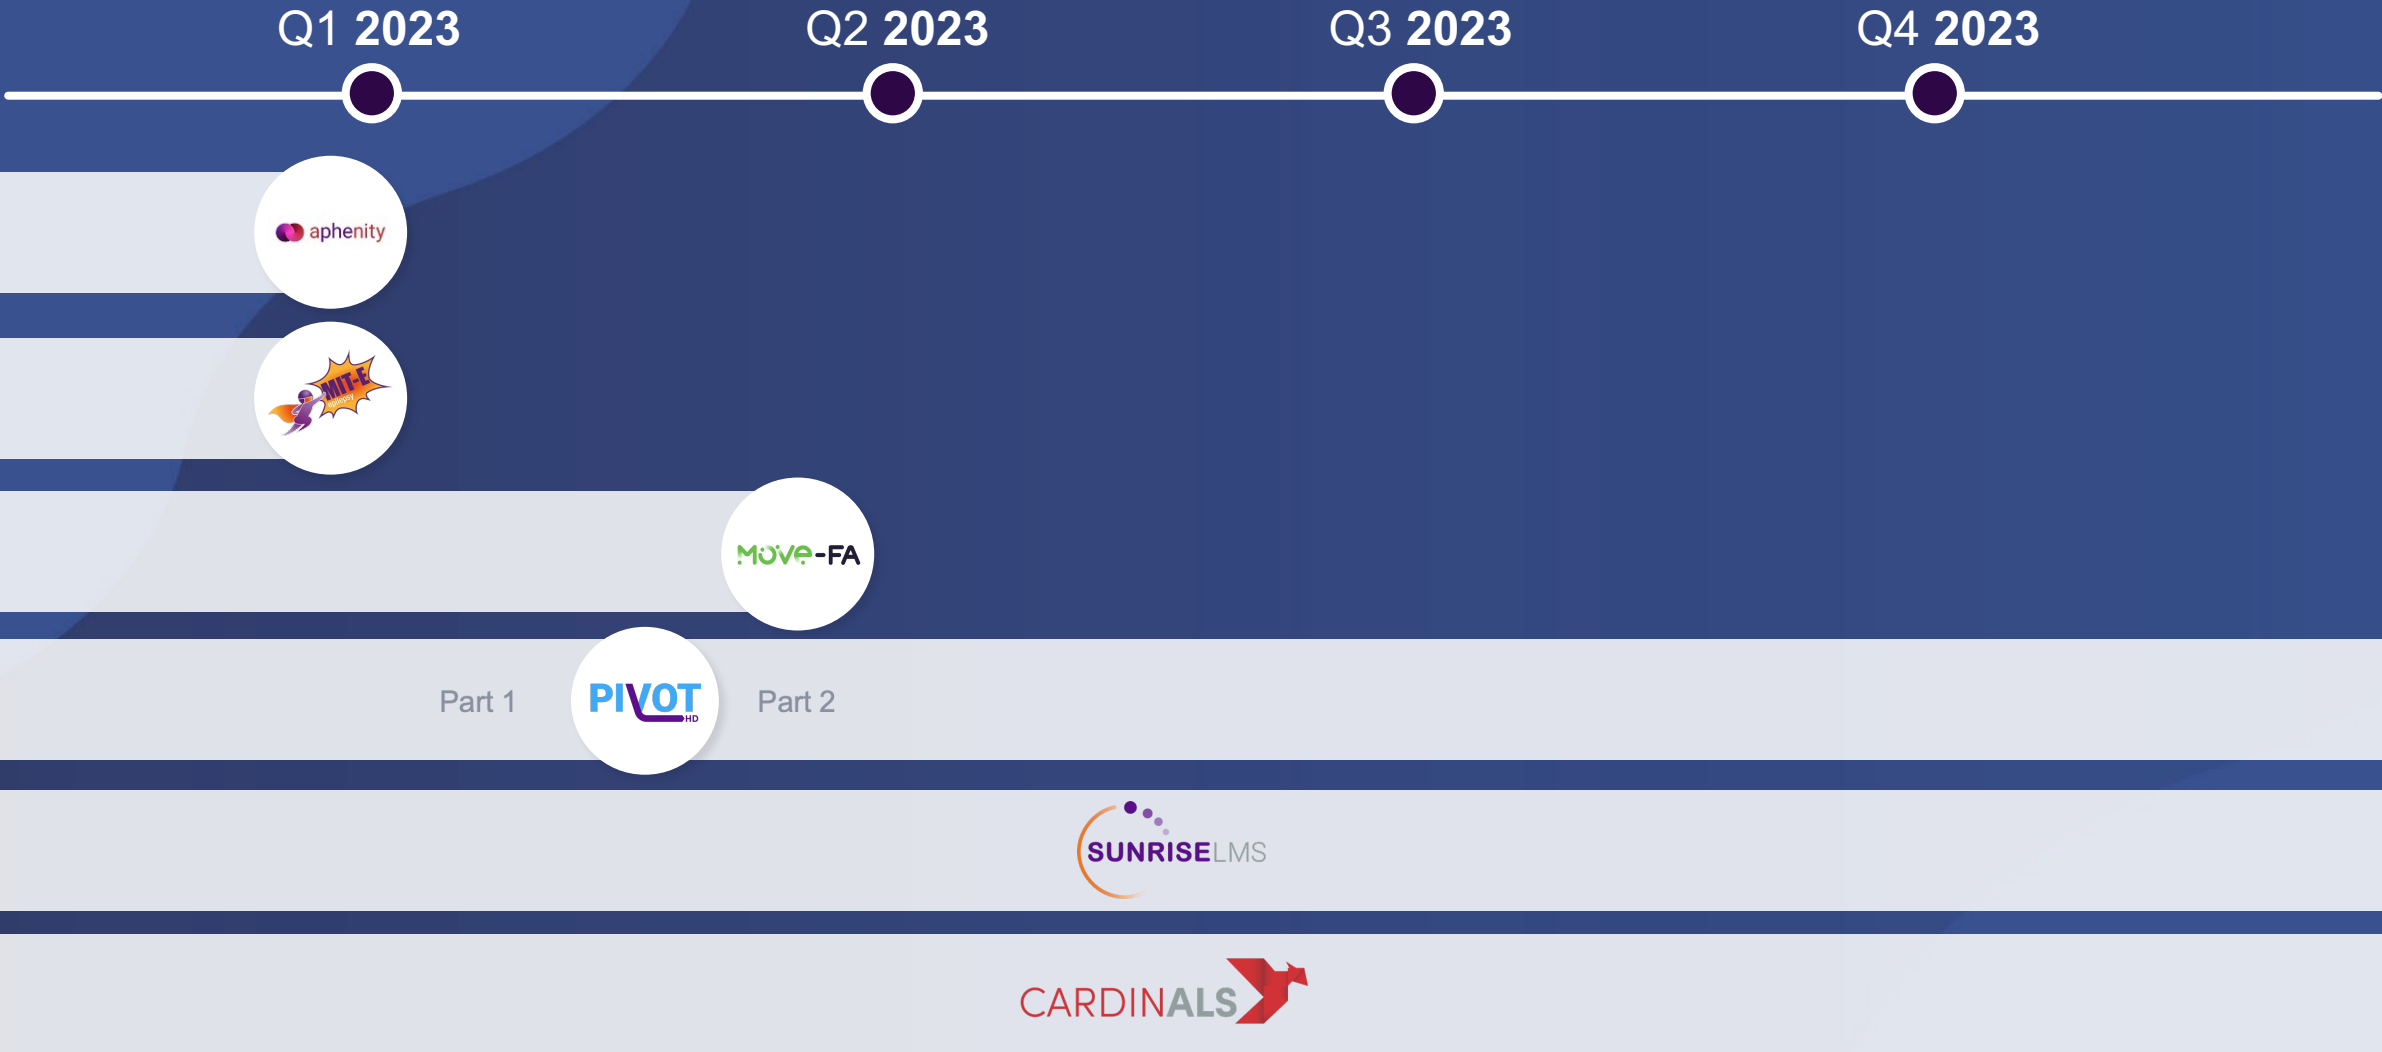 Q1 2023
Q2 2023
Q3 2023
Q4 2023
aphenity
MIT-E
epilepsy
MOVe-FA
Part 1
PIVOT
HD
Part 2
SUNRISELMS
CARDINALS